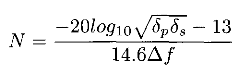 N = \frac{-20log_{10}\sqrt{\delta_p\delta_s} - 13}{14.6\Delta f}